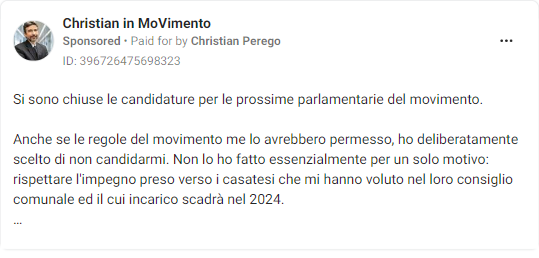 Christian in MoVimento
Sponsored • Paid for by Christian Perego
ID: 396726475698323
Si sono chiuse le candidature per le prossime parlamentarie del movimento.
Anche se le regole del movimento me lo avrebbero permesso, ho deliberatamente
scelto di non candidarmi. Non lo ho fatto essenzialmente per un solo motivo:
rispettare l'impegno preso verso i casatesi che mi hanno voluto nel loro consiglio
comunale ed il cui incarico scadrà nel 2024.
...